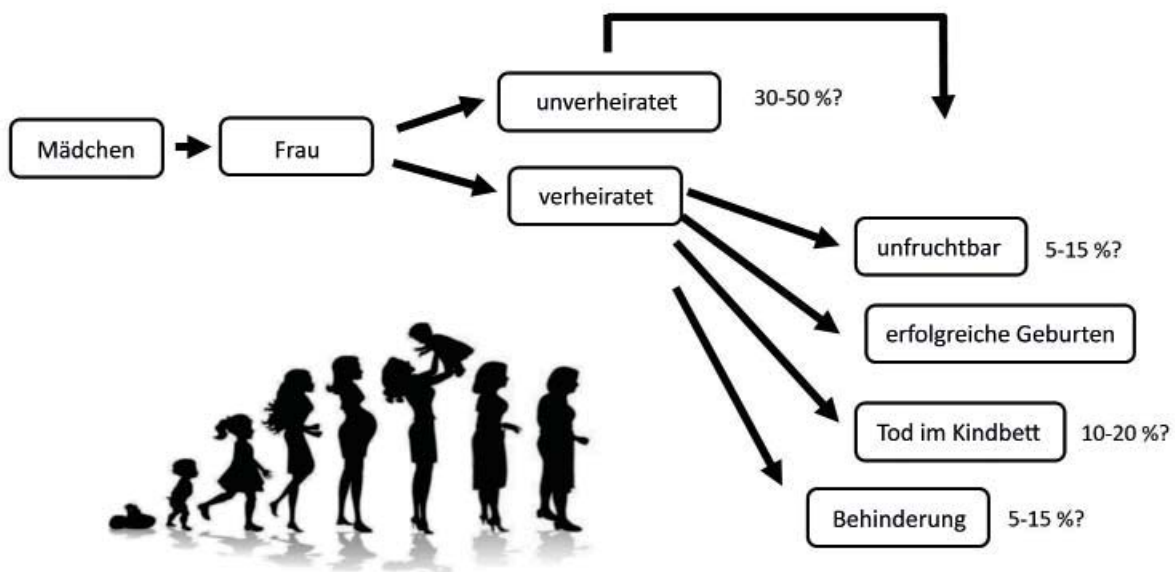 unverheiratet
30-50 %?
Mädchen
Frau
verheiratet
unfruchtbar
5-15 %?
erfolgreiche Geburten
Tod im Kindbett
10-20 %?
Behinderung
5-15 %?